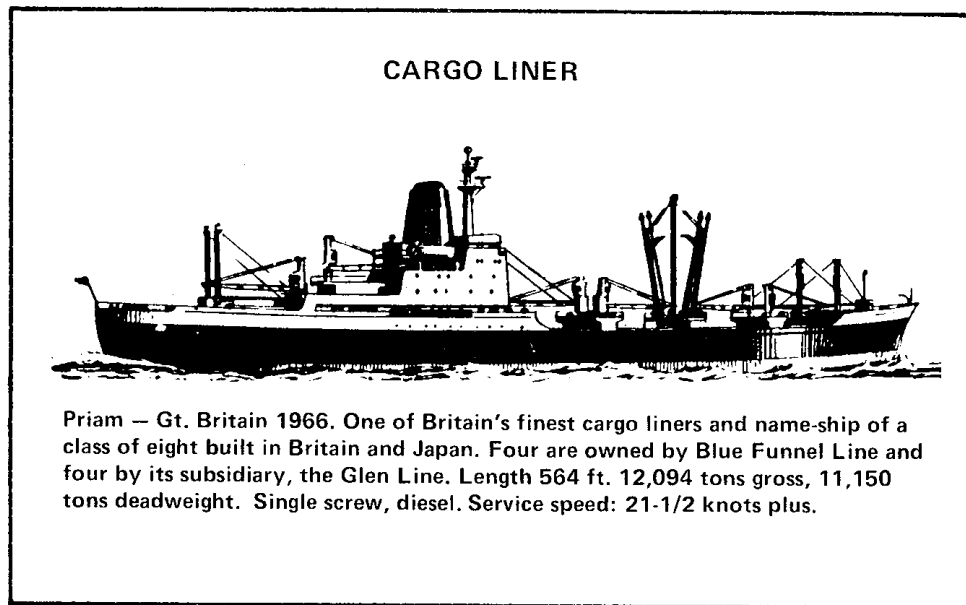 CARGO LINER
Priam — Gt. Britain 1966. One of Britain's finest cargo liners and name-ship of a
class of eight built in Britain and Japan. Four are owned by Blue Funnel Line and
four by its subsidiary, the Glen Line. Length 564 ft. 12,094 tons gross, 11,150
tons deadweight. Single screw, diesel. Service speed: 21-1/2 knots plus.